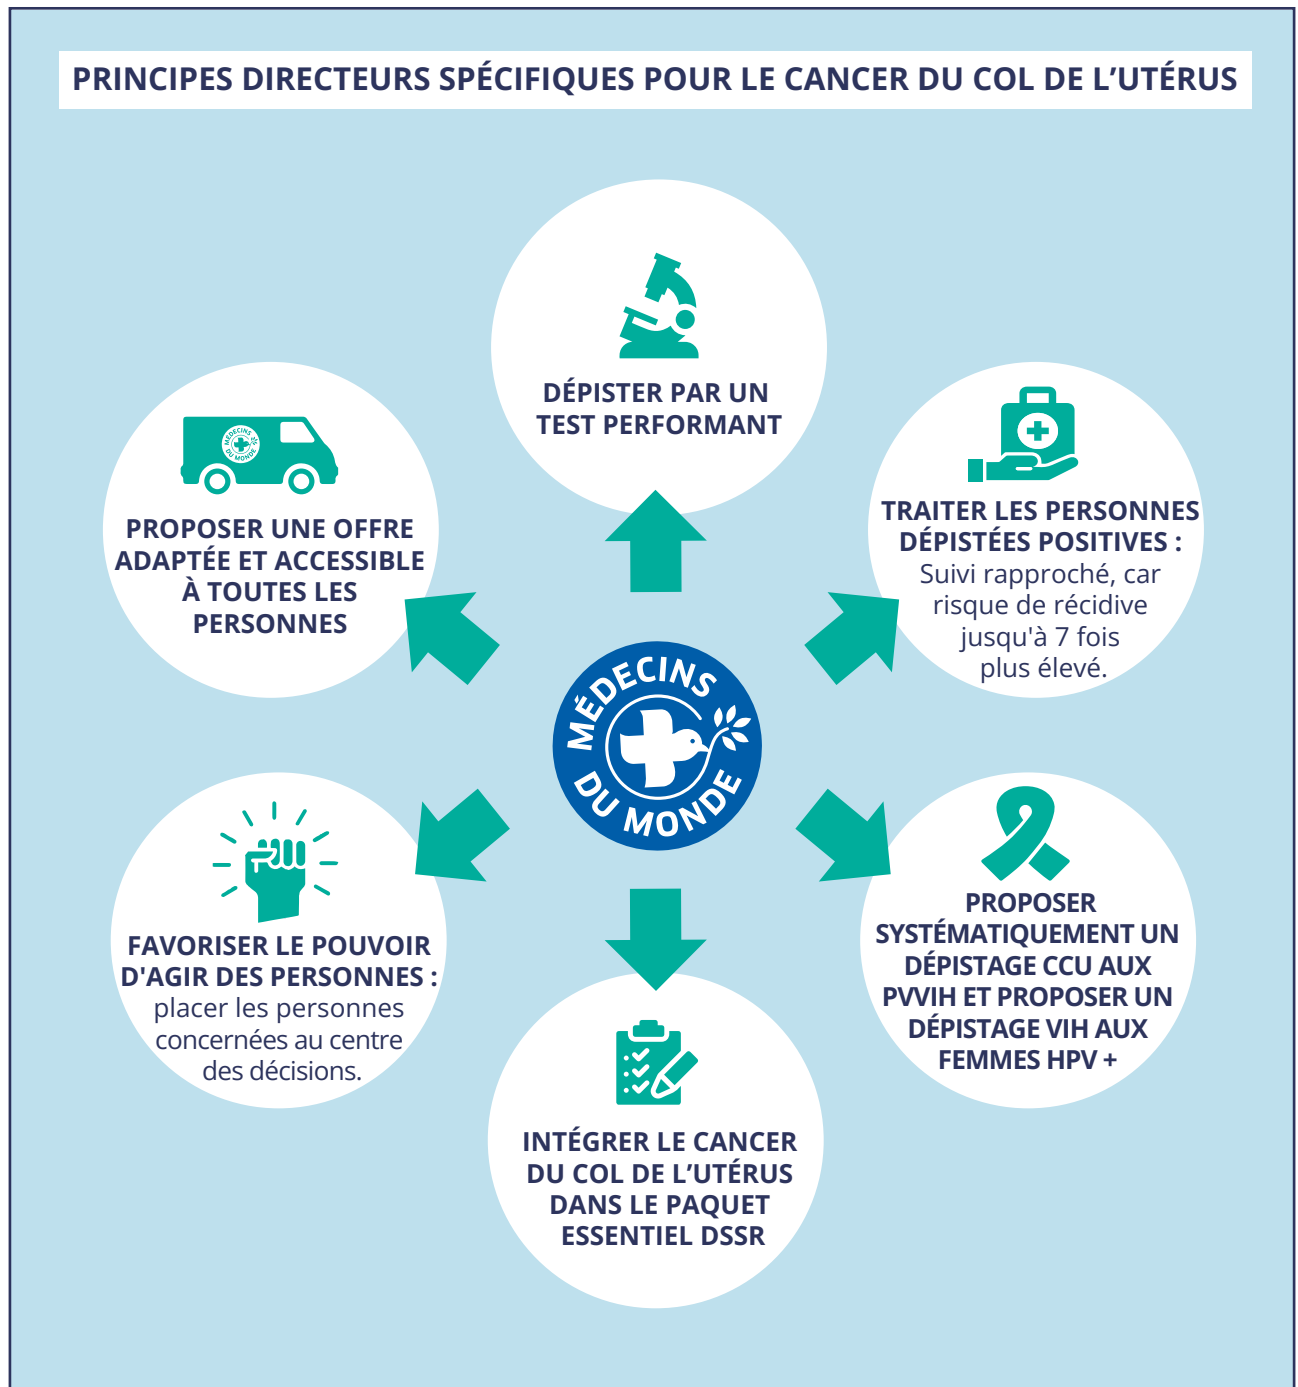 PRINCIPES DIRECTEURS SPÉCIFIQUES POUR LE CANCER DU COL DE L’UTÉRUS
DÉPISTER PAR UN
TEST PERFORMANT
MÉDECINS
DU MONDE
PROPOSER UNE OFFRE
ADAPTÉE ET ACCESSIBLE
À TOUTES LES
PERSONNES
TRAITER LES PERSONNES
DÉPISTÉES POSITIVES :
Suivi rapproché, car
risque de récidive
jusqu'à 7 fois
plus élevé.
MÉDECINS
DU MONDE
FAVORISER LE POUVOIR
D'AGIR DES PERSONNES :
placer les personnes
concernées au centre
des décisions.
PROPOSER
SYSTÉMATIQUEMENT UN
DÉPISTAGE CCU AUX
PVVIH ET PROPOSER UN
DÉPISTAGE VIH AUX
FEMMES HPV +
INTÉGRER LE CANCER
DU COL DE L’UTÉRUS
DANS LE PAQUET
ESSENTIEL DSSR